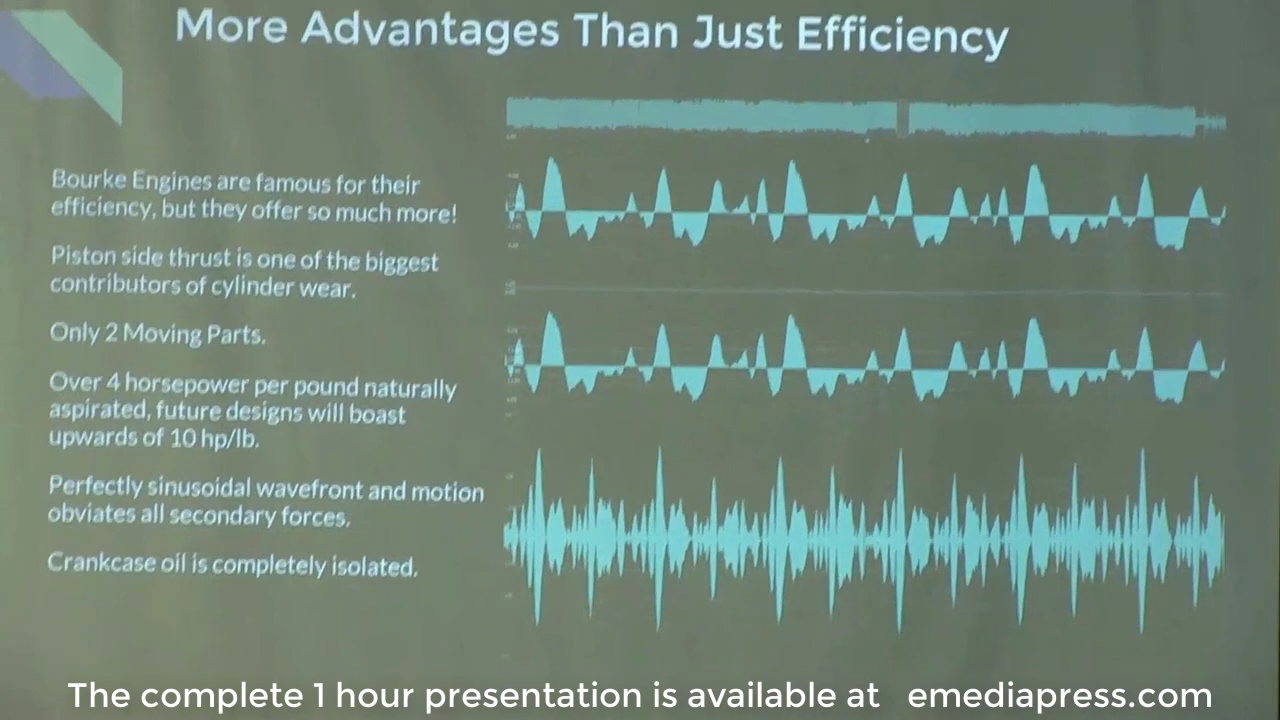 More Advantages Than Just Efficiency
Bourke Engines are famous for their
efficiency, but they offer so much more!
Piston side thrust is one of the biggest
contributors of cylinder wear.
Only 2 Moving Parts.
Over 4 horsepower per pound naturally
aspirated, future designs will boast
upwards of 10 hp/lb.
Perfectly sinusoidal wavefront and motion
obviates all secondary forces.
Crankcase oil is completely isolated.
The complete 1 hour presentation is available at emediapress.com